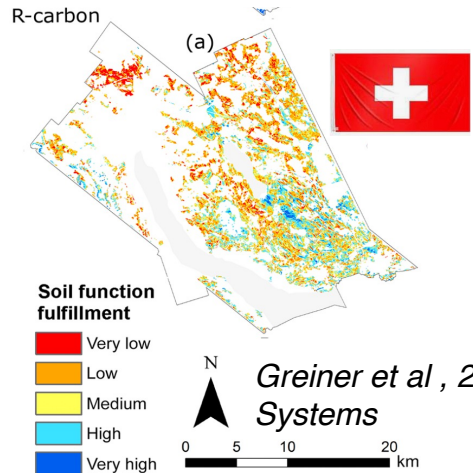 R-carbon
(a)
Soil function
fulfillment
Very low
Low
Medium
High
Very high
N
Greiner et al , 2
Systems
0 5 10 20
km